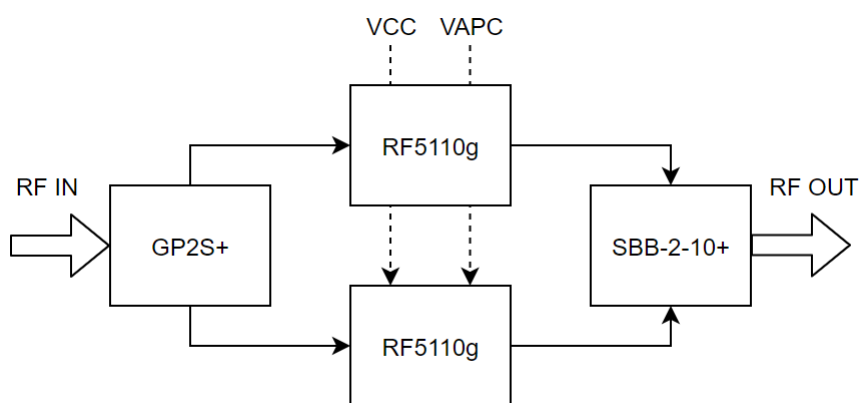 VCC VAPC
RF5110g
RF IN
GP2S+
SBB-2-10+
RF OUT
RF5110g